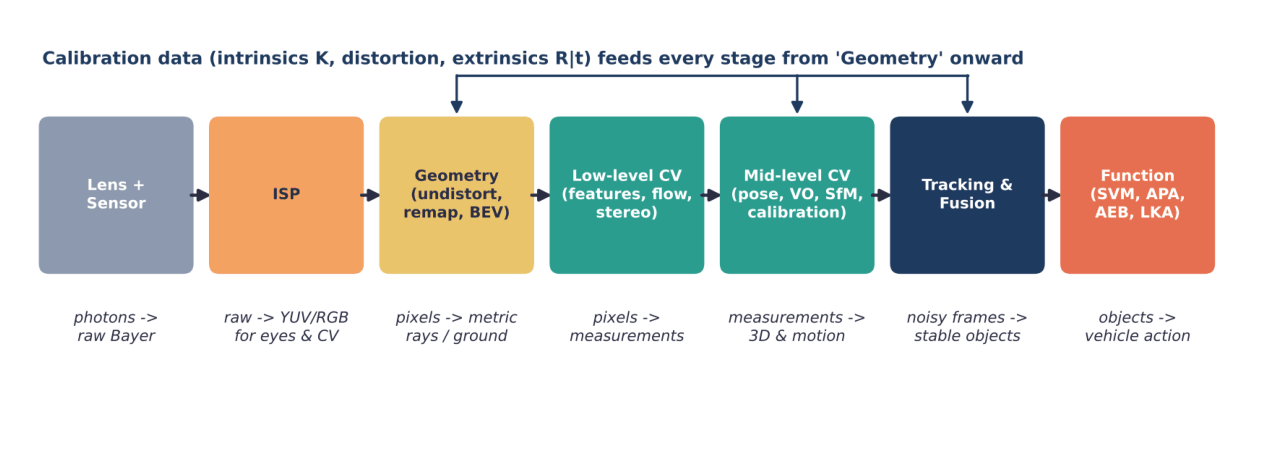 Calibration data (intrinsics K, distortion, extrinsics R|t) feeds every stage from 'Geometry' onward
Lens +
Sensor
ISP
Geometry
(undistort,
remap, BEV)
Low-level CV
(features, flow,
stereo)
Mid-level CV
(pose, VO, SfM,
calibration)
Tracking &
Fusion
Function
(SVM, APA,
AEB, LKA)
photons ->
raw Bayer
raw -> YUV/RGB
for eyes & CV
pixels -> metric
rays / ground
pixels ->
measurements
measurements ->
3D & motion
noisy frames ->
stable objects
objects ->
vehicle action